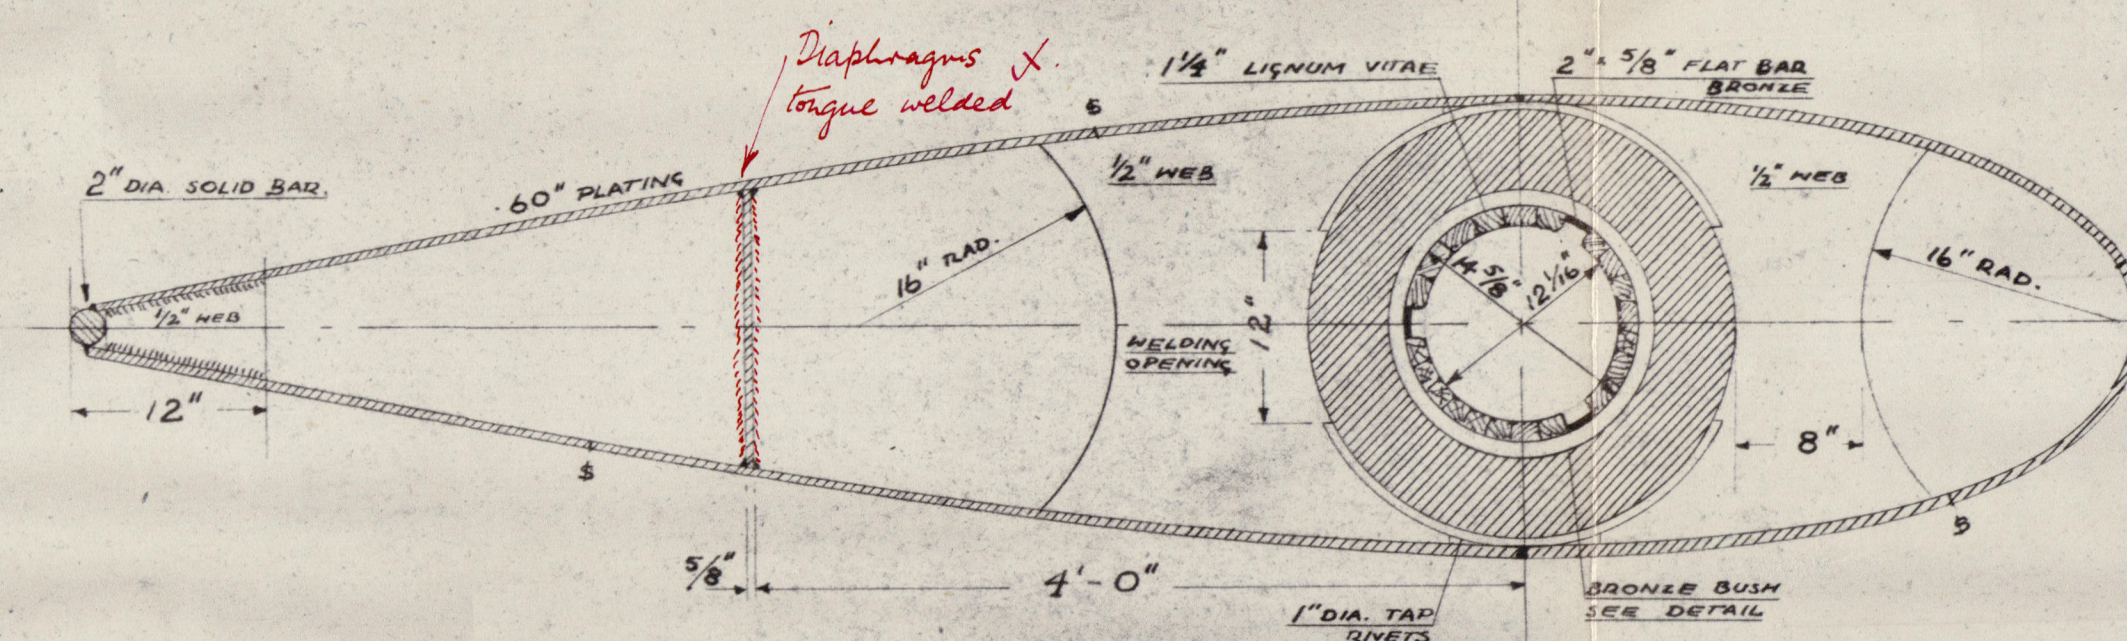 Diaphragms X.
tongue welded
1¼" LIGNUM VITAE
2" × 5/8" FLAT BAR
BRONZE
2" DIA. SOLID BAR.
.60" PLATING
½" WEB
½" WEB
16" RAD.
14 5/8"
12 1/16"
16" RAD.
½" WEB
12"
WELDING
OPENING
12"
8"
5/8"
4'-0"
1" DIA. TAP
RIVETS
BRONZE BUSH
SEE DETAIL